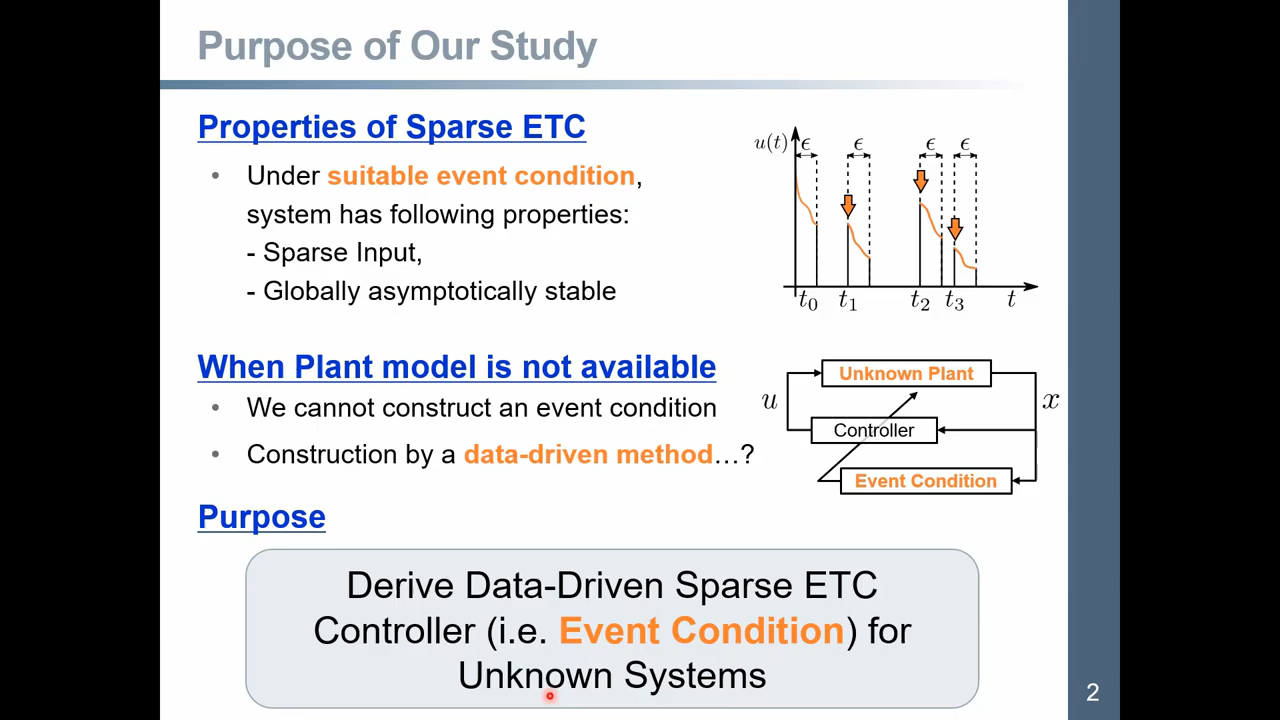 Purpose of Our Study
Properties of Sparse ETC
• Under suitable event condition,
system has following properties:
- Sparse Input,
- Globally asymptotically stable
u(t)
ϵ
ϵ
ϵ
ϵ
t₀
t₁
t₂
t₃
t
When Plant model is not available
• We cannot construct an event condition
• Construction by a data-driven method…?
Unknown Plant
u
x
Controller
Event Condition
Purpose
Derive Data-Driven Sparse ETC
Controller (i.e. Event Condition) for
Unknown Systems
2